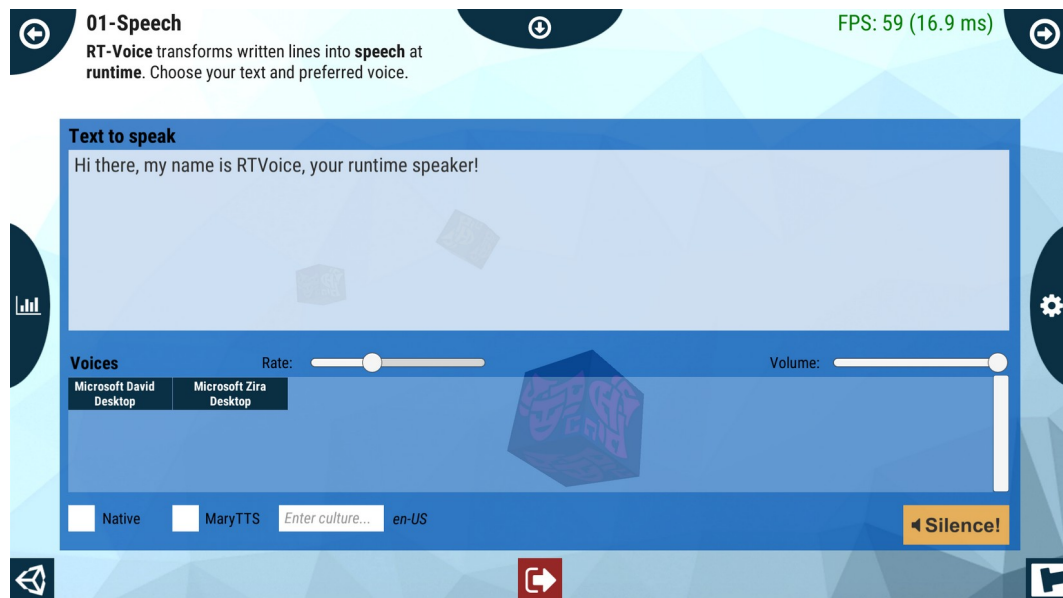 01-Speech
FPS: 59 (16.9 ms)
RT-Voice transforms written lines into speech at
runtime. Choose your text and preferred voice.
Text to speak
Hi there, my name is RTVoice, your runtime speaker!
Voices
Rate:
Volume:
Microsoft David
Desktop
Microsoft Zira
Desktop
Native
MaryTTS
Enter culture...
en-US
Silence!